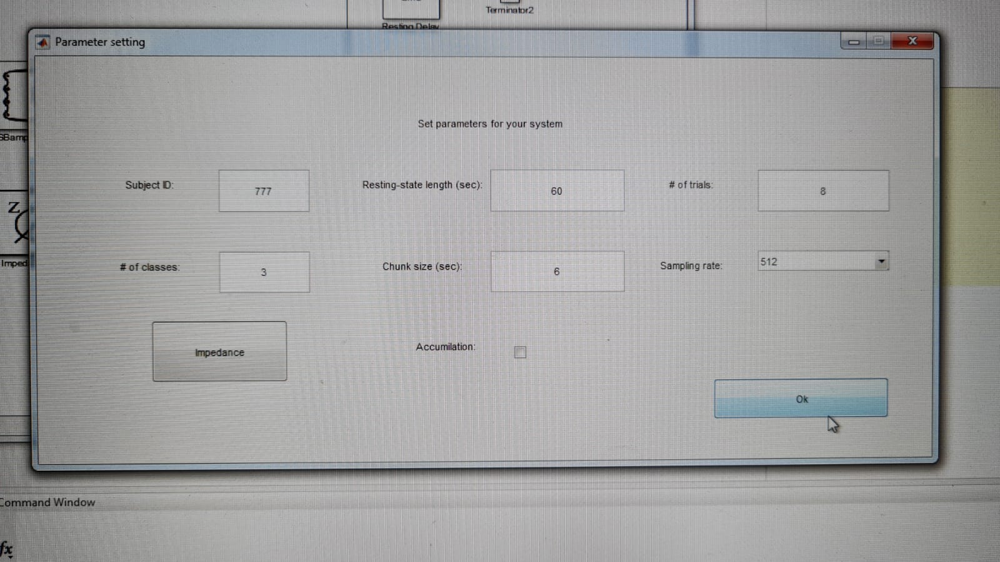 Terminator2
Resting Delay
Parameter setting
Set parameters for your system
Subject ID:
777
Resting-state length (sec):
60
# of trials:
8
# of classes:
3
Chunk size (sec):
6
Sampling rate:
512
Impedance
Accumilation:
Ok
SBamp
Z
Imped
Command Window
fx